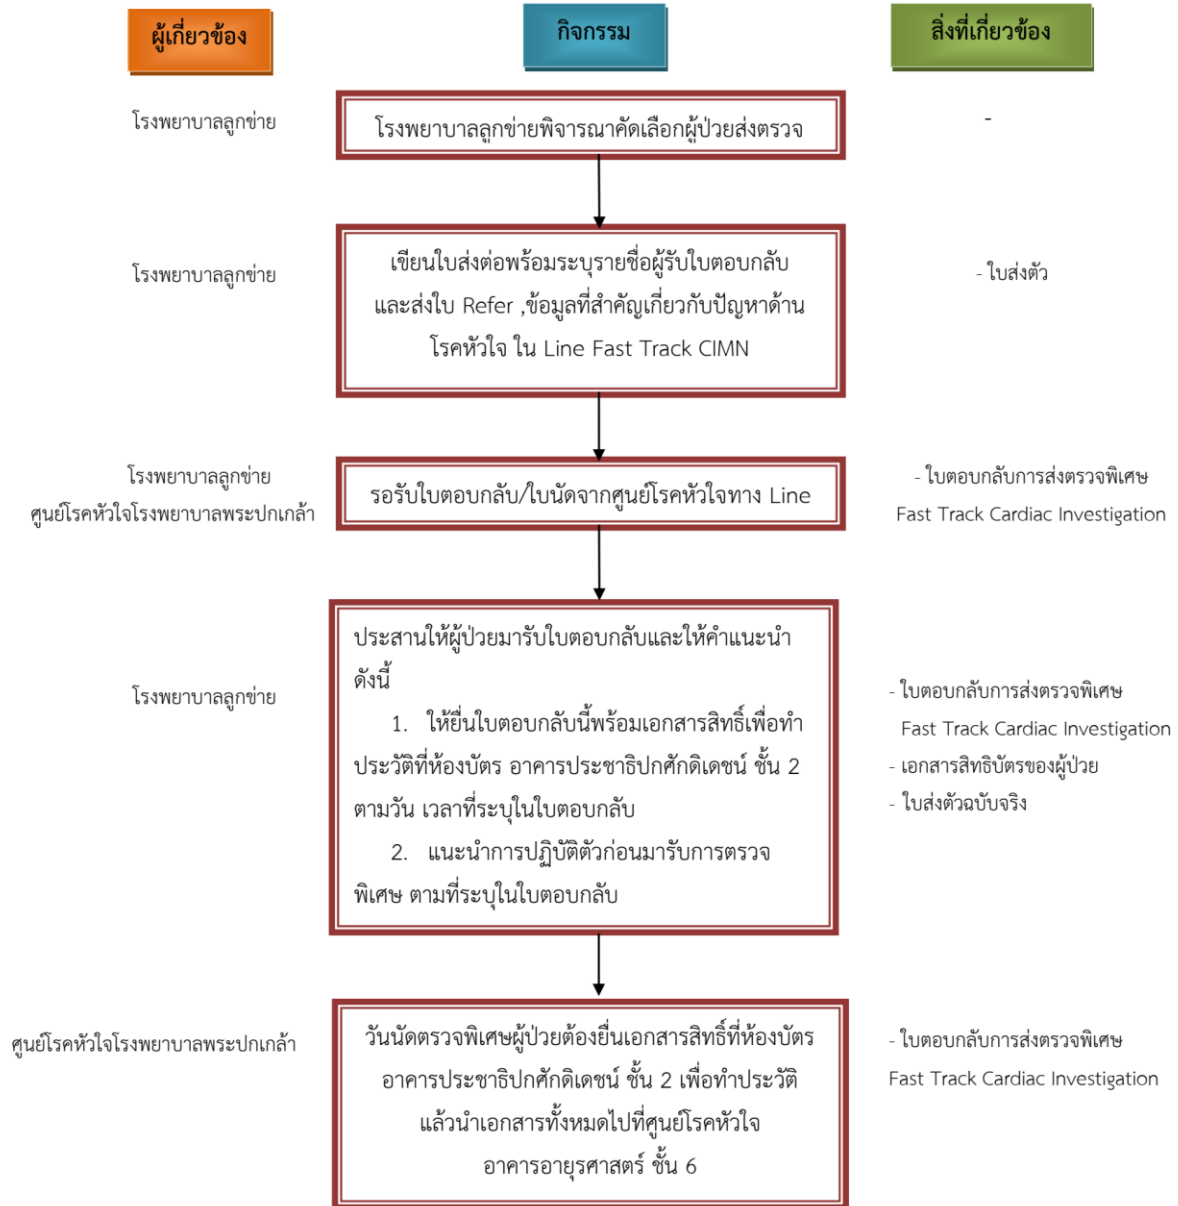 ผู้เกี่ยวข้อง
กิจกรรม
สิ่งที่เกี่ยวข้อง
โรงพยาบาลลูกข่าย
โรงพยาบาลลูกข่ายพิจารณาคัดเลือกผู้ป่วยส่งตรวจ
-
โรงพยาบาลลูกข่าย
เขียนใบส่งต่อพร้อมระบุรายชื่อผู้รับใบตอบกลับ
และส่งใบ Refer ,ข้อมูลที่สำคัญเกี่ยวกับปัญหาด้าน
โรคหัวใจ ใน Line Fast Track CIMN
- ใบส่งตัว
โรงพยาบาลลูกข่าย
ศูนย์โรคหัวใจโรงพยาบาลพระปกเกล้า
รอรับใบตอบกลับ/ใบนัดจากศูนย์โรคหัวใจทาง Line
- ใบตอบกลับการส่งตรวจพิเศษ
Fast Track Cardiac Investigation
โรงพยาบาลลูกข่าย
ประสานให้ผู้ป่วยมารับใบตอบกลับและให้คำแนะนำ
ดังนี้
1. ให้ยื่นใบตอบกลับนี้พร้อมเอกสารสิทธิ์เพื่อทำ
ประวัติที่ห้องบัตร อาคารประชาธิปกศักดิเดชน์ ชั้น 2
ตามวัน เวลาที่ระบุในใบตอบกลับ
2. แนะนำการปฏิบัติตัวก่อนมารับการตรวจ
พิเศษ ตามที่ระบุในใบตอบกลับ
- ใบตอบกลับการส่งตรวจพิเศษ
Fast Track Cardiac Investigation
- เอกสารสิทธิบัตรของผู้ป่วย
- ใบส่งตัวฉบับจริง
ศูนย์โรคหัวใจโรงพยาบาลพระปกเกล้า
วันนัดตรวจพิเศษผู้ป่วยต้องยื่นเอกสารสิทธิ์ที่ห้องบัตร
อาคารประชาธิปกศักดิเดชน์ ชั้น 2 เพื่อทำประวัติ
แล้วนำเอกสารทั้งหมดไปที่ศูนย์โรคหัวใจ
อาคารอายุรศาสตร์ ชั้น 6
- ใบตอบกลับการส่งตรวจพิเศษ
Fast Track Cardiac Investigation